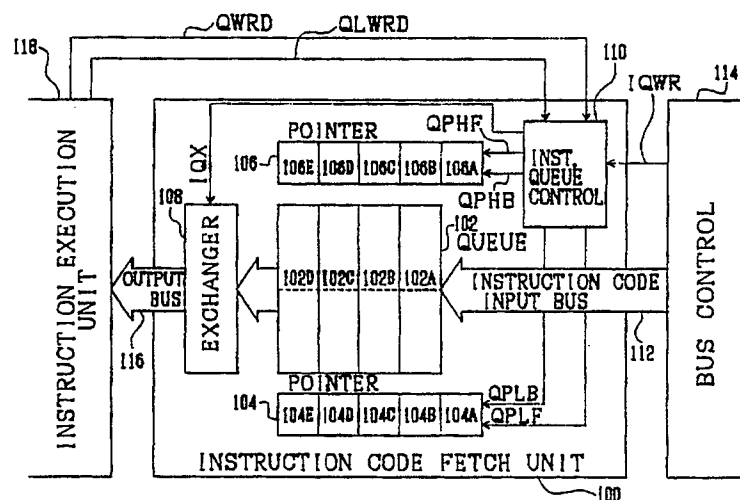 QWRD
QLWRD
118
110
114
IQWR
POINTER
QPHF
106
106E 106D 106C 106B 106A
QPHB
INST. QUEUE CONTROL
IQX
108
102
QUEUE
INSTRUCTION EXECUTION UNIT
OUTPUT BUS
EXCHANGER
102D 102C 102B 102A
INSTRUCTION CODE
INPUT BUS
BUS CONTROL
116
112
POINTER
QPLB
104
104E 104D 104C 104B 104A
QPLF
INSTRUCTION CODE FETCH UNIT
100